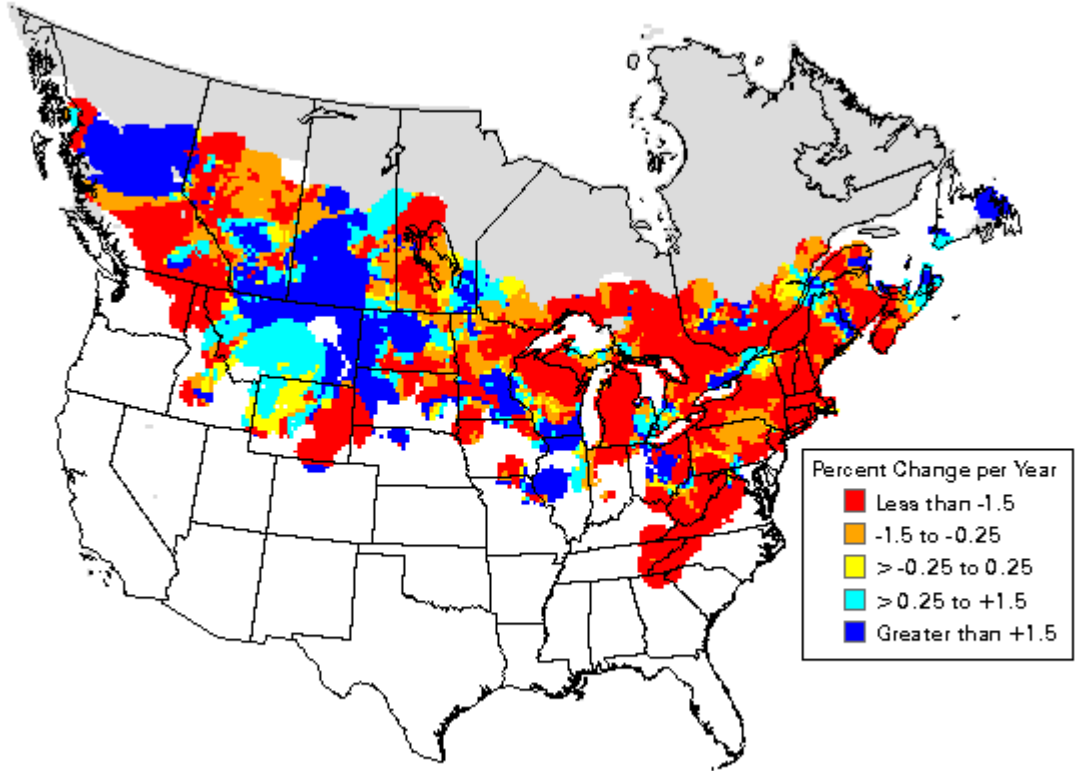 Percent Change per Year
Less than -1.5
-1.5 to -0.25
> -0.25 to 0.25
> 0.25 to +1.5
Greater than +1.5